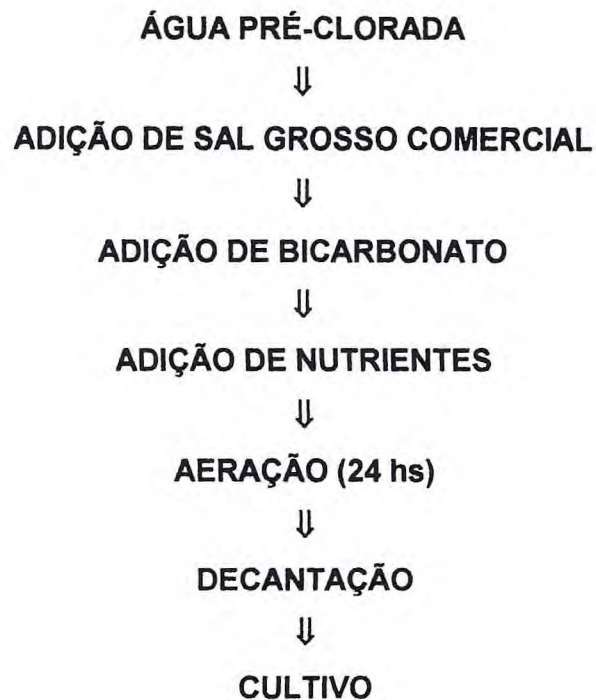 ÁGUA PRÉ-CLORADA
⇓
ADIÇÃO DE SAL GROSSO COMERCIAL
⇓
ADIÇÃO DE BICARBONATO
⇓
ADIÇÃO DE NUTRIENTES
⇓
AERAÇÃO (24 hs)
⇓
DECANTAÇÃO
⇓
CULTIVO